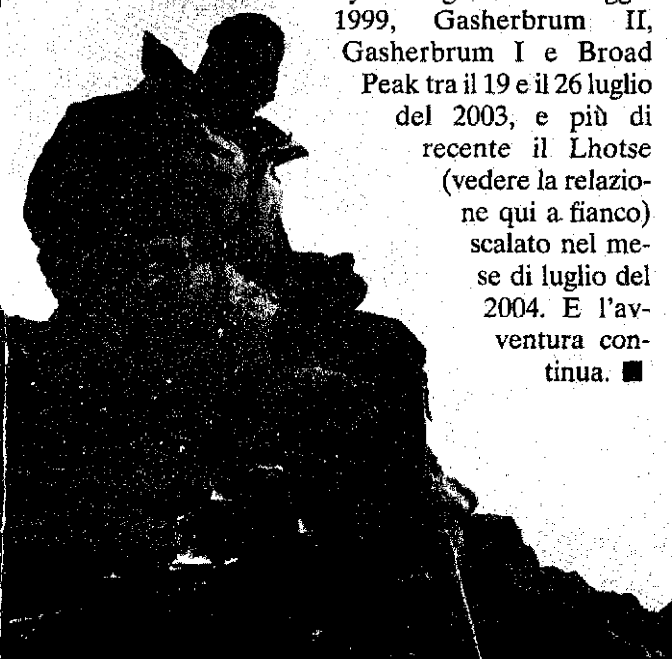 1999, Gasherbrum II,
Gasherbrum I e Broad
Peak tra il 19 e il 26 luglio
del 2003, e più di
recente il Lhotse
(vedere la relazio-
ne qui a fianco)
scalato nel me-
se di luglio del
2004. E l'av-
ventura con-
tinua. ■